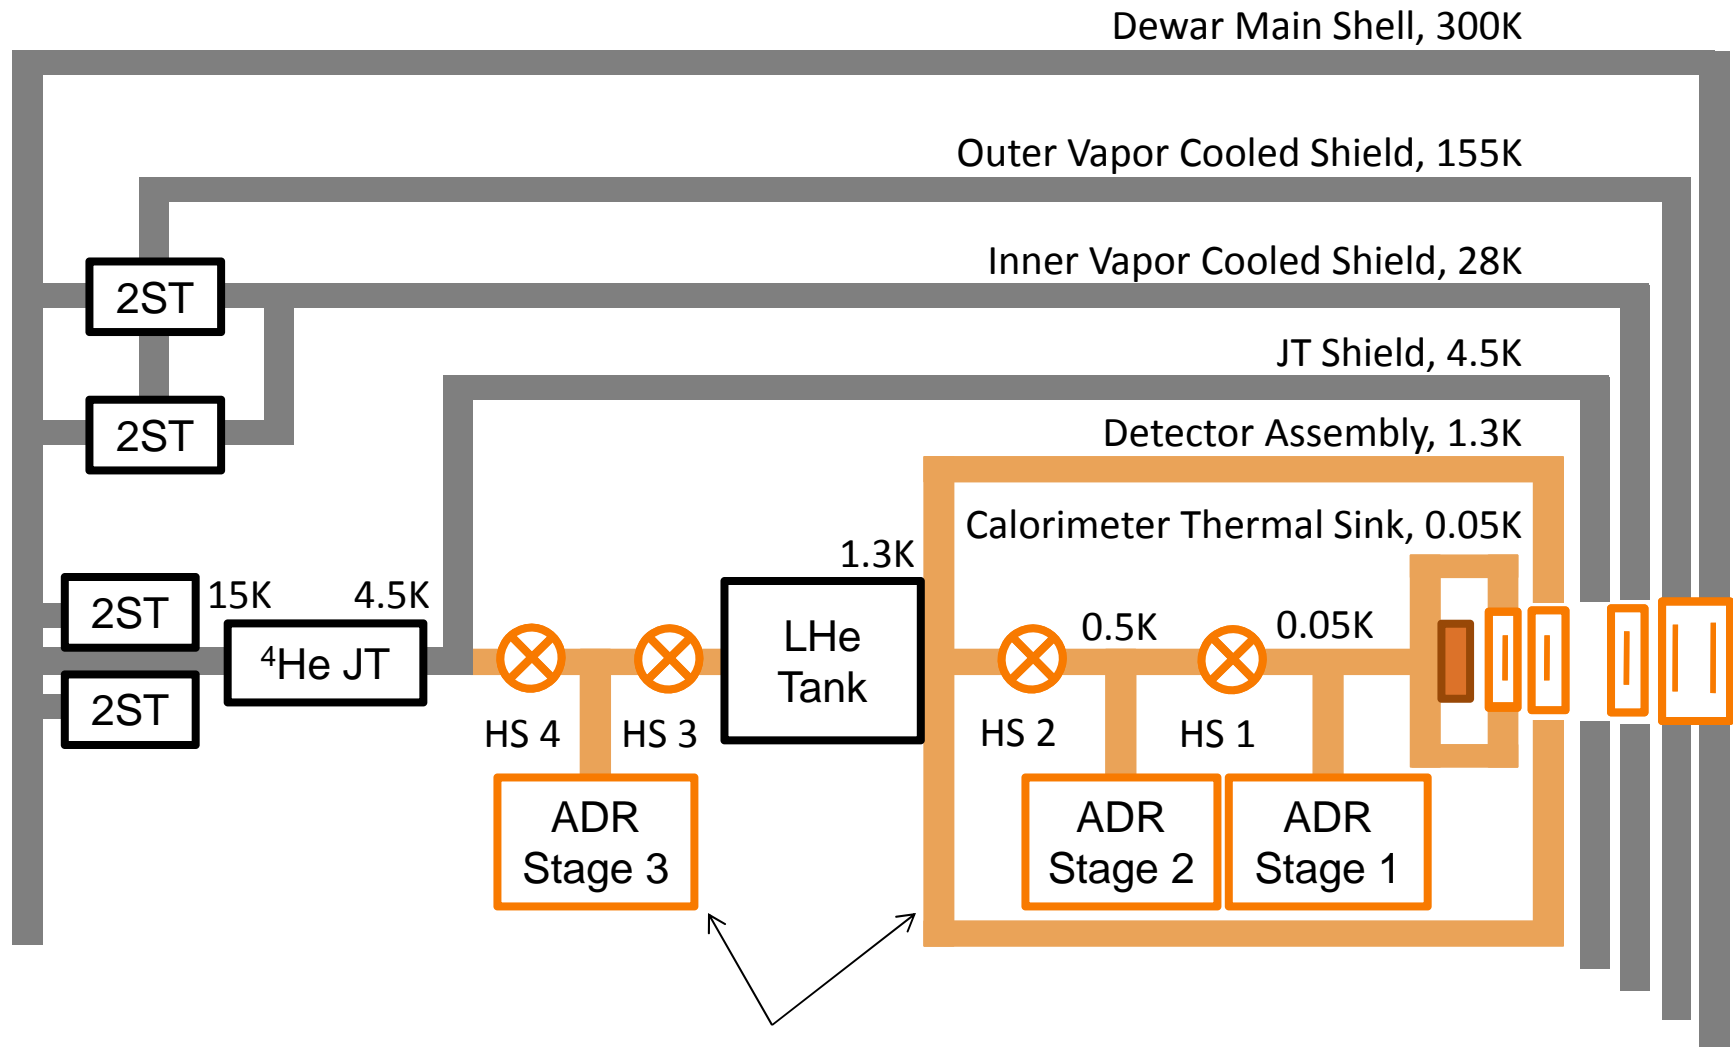 Dewar Main Shell, 300K
Outer Vapor Cooled Shield, 155K
Inner Vapor Cooled Shield, 28K
2ST
JT Shield, 4.5K
2ST
Detector Assembly, 1.3K
Calorimeter Thermal Sink, 0.05K
1.3K
2ST
15K
4.5K
⁴He JT
LHe
Tank
0.5K
0.05K
2ST
HS 4
HS 3
HS 2
HS 1
ADR
Stage 3
ADR
Stage 2
ADR
Stage 1